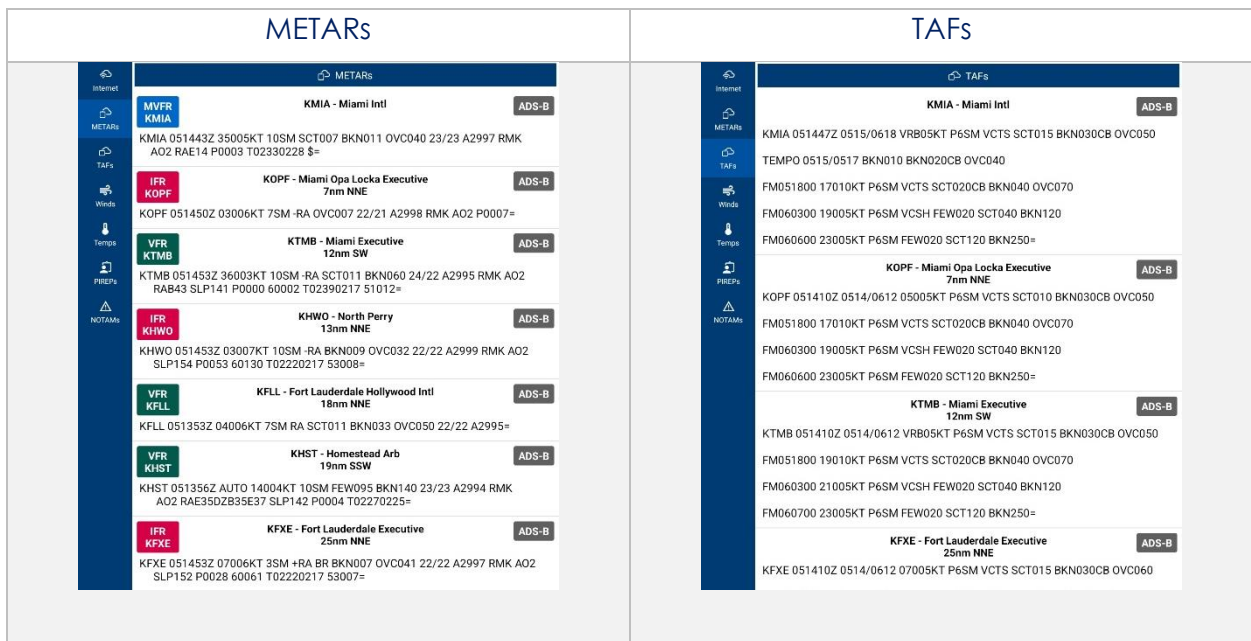 METARs
Internet
METARs
TAFs
Winds
Temps
PIREPs
NOTAMs
METARs
MVFR
KMIA
KMIA - Miami Intl
ADS-B
KMIA 051443Z 35005KT 10SM SCT007 BKN011 OVC040 23/23 A2997 RMK
AO2 RAE14 P0003 T02330228 $=
IFR
KOPF
KOPF - Miami Opa Locka Executive
7nm NNE
ADS-B
KOPF 051450Z 03006KT 7SM -RA OVC007 22/21 A2998 RMK AO2 P0007=
VFR
KTMB
KTMB - Miami Executive
12nm SW
ADS-B
KTMB 051453Z 36003KT 10SM -RA SCT011 BKN060 24/22 A2995 RMK AO2
RAB43 SLP141 P0000 60002 T02390217 51012=
IFR
KHWO
KHWO - North Perry
13nm NNE
ADS-B
KHWO 051453Z 03007KT 10SM -RA BKN009 OVC032 22/22 A2999 RMK AO2
SLP154 P0053 60130 T02220217 53008=
VFR
KFLL
KFLL - Fort Lauderdale Hollywood Intl
18nm NNE
ADS-B
KFLL 051353Z 04006KT 7SM RA SCT011 BKN033 OVC050 22/22 A2995=
VFR
KHST
KHST - Homestead Arb
19nm SSW
ADS-B
KHST 051356Z AUTO 14004KT 10SM FEW095 BKN140 23/23 A2994 RMK
AO2 RAE35DZB35E37 SLP142 P0004 T02270225=
IFR
KFXE
KFXE - Fort Lauderdale Executive
25nm NNE
ADS-B
KFXE 051453Z 07006KT 3SM +RA BR BKN007 OVC041 22/22 A2997 RMK AO2
SLP152 P0028 60061 T02220217 53007=
TAFs
Internet
METARs
TAFs
Winds
Temps
PIREPs
NOTAMs
TAFs
KMIA - Miami Intl
ADS-B
KMIA 051447Z 0515/0618 VRB05KT P6SM VCTS SCT015 BKN030CB OVC050
TEMPO 0515/0517 BKN010 BKN020CB OVC040
FM051800 17010KT P6SM VCTS SCT020CB BKN040 OVC070
FM060300 19005KT P6SM VCSH FEW020 SCT040 BKN120
FM060600 23005KT P6SM FEW020 SCT120 BKN250=
KOPF - Miami Opa Locka Executive
7nm NNE
ADS-B
KOPF 051410Z 0514/0612 05005KT P6SM VCTS SCT010 BKN030CB OVC050
FM051800 17010KT P6SM VCTS SCT020CB BKN040 OVC070
FM060300 19005KT P6SM VCSH FEW020 SCT040 BKN120
FM060600 23005KT P6SM FEW020 SCT120 BKN250=
KTMB - Miami Executive
12nm SW
ADS-B
KTMB 051410Z 0514/0612 VRB05KT P6SM VCTS SCT015 BKN030CB OVC050
FM051800 19010KT P6SM VCTS SCT020CB BKN040 OVC070
FM060300 21005KT P6SM VCSH FEW020 SCT040 BKN120
FM060700 23005KT P6SM FEW020 SCT120 BKN250=
KFXE - Fort Lauderdale Executive
25nm NNE
ADS-B
KFXE 051410Z 0514/0612 07005KT P6SM VCTS SCT015 BKN030CB OVC060